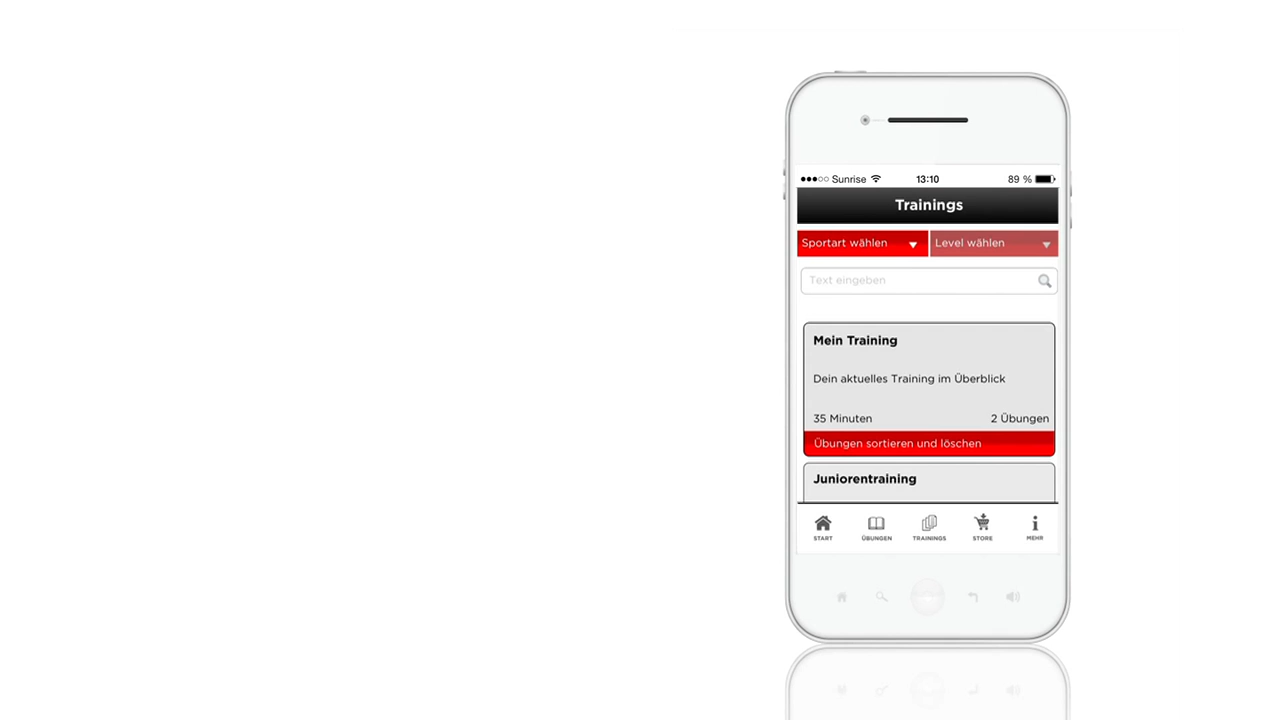 Sunrise 13:10 89 %
Trainings
Sportart wählen Level wählen
Text eingeben
Mein Training
Dein aktuelles Training im Überblick
35 Minuten 2 Übungen
Übungen sortieren und löschen
Juniorentraining
START ÜBUNGEN TRAININGS STORE MEHR